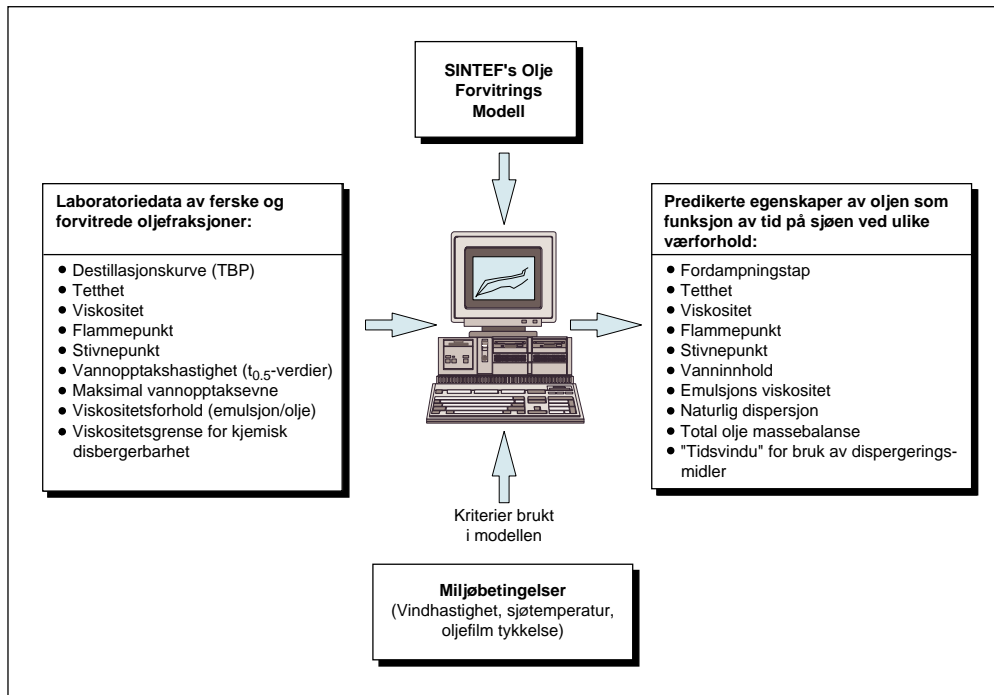 SINTEF's Olje
Forvitrings
Modell
Laboratoriedata av ferske og
forvitrede oljefraksjoner:
● Destillasjonskurve (TBP)
● Tetthet
● Viskositet
● Flammepunkt
● Stivnepunkt
● Vannopptakshastighet (t0.5-verdier)
● Maksimal vannopptaksevne
● Viskositetsforhold (emulsjon/olje)
● Viskositetsgrense for kjemisk
disbergerbarhet
Predikerte egenskaper av oljen som
funksjon av tid på sjøen ved ulike
værforhold:
● Fordampningstap
● Tetthet
● Viskositet
● Flammepunkt
● Stivnepunkt
● Vanninnhold
● Emulsjons viskositet
● Naturlig dispersjon
● Total olje massebalanse
● "Tidsvindu" for bruk av dispergerings-
midler
Kriterier brukt
i modellen
Miljøbetingelser
(Vindhastighet, sjøtemperatur,
oljefilm tykkelse)